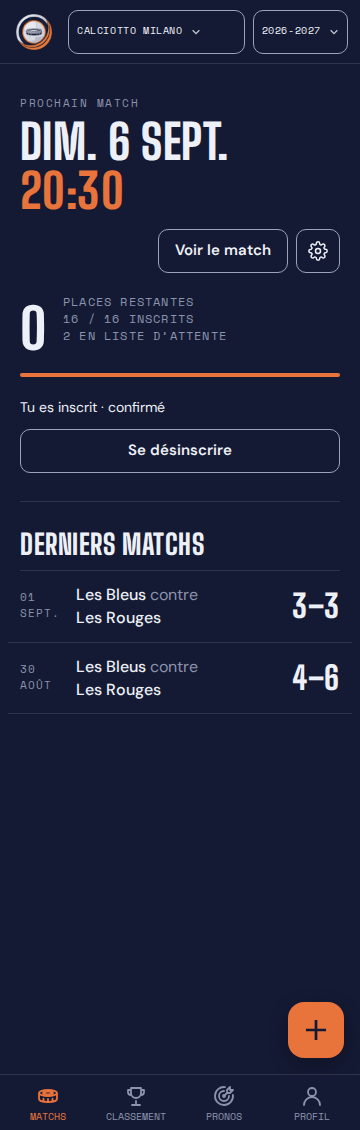 CALCIOTTO MILANO
2026-2027
PROCHAIN MATCH
DIM. 6 SEPT.
20:30
Voir le match
0
PLACES RESTANTES
16 / 16 INSCRITS
2 EN LISTE D'ATTENTE
Tu es inscrit · confirmé
Se désinscrire
DERNIERS MATCHS
01 SEPT.
Les Bleus contre
Les Rouges
3–3
30 AOÛT
Les Bleus contre
Les Rouges
4–6
MATCHS
CLASSEMENT
PRONOS
PROFIL